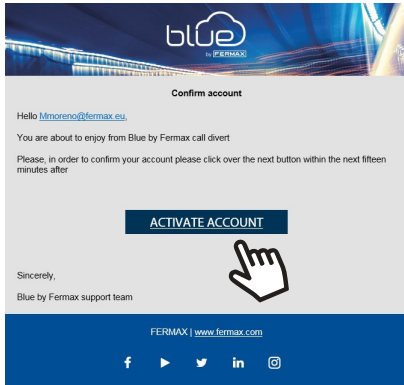 blue
by FERMAX
Confirm account
Hello Mmoreno@fermax.eu,
You are about to enjoy from Blue by Fermax call divert
Please, in order to confirm your account please click over the next button within the next fifteen
minutes after
ACTIVATE ACCOUNT
Sincerely,
Blue by Fermax support team
FERMAX | www.fermax.com